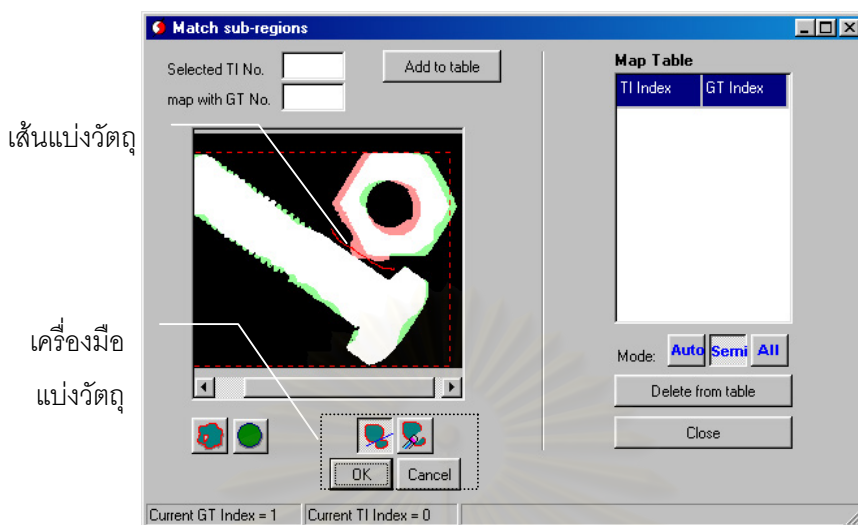 Match sub-regions
Selected TI No.
Add to table
map with GT No.
เส้นแบ่งวัตถุ
เครื่องมือ
แบ่งวัตถุ
OK
Cancel
Map Table
TI Index
GT Index
Mode:
Auto
Semi
All
Delete from table
Close
Current GT Index = 1
Current TI Index = 0